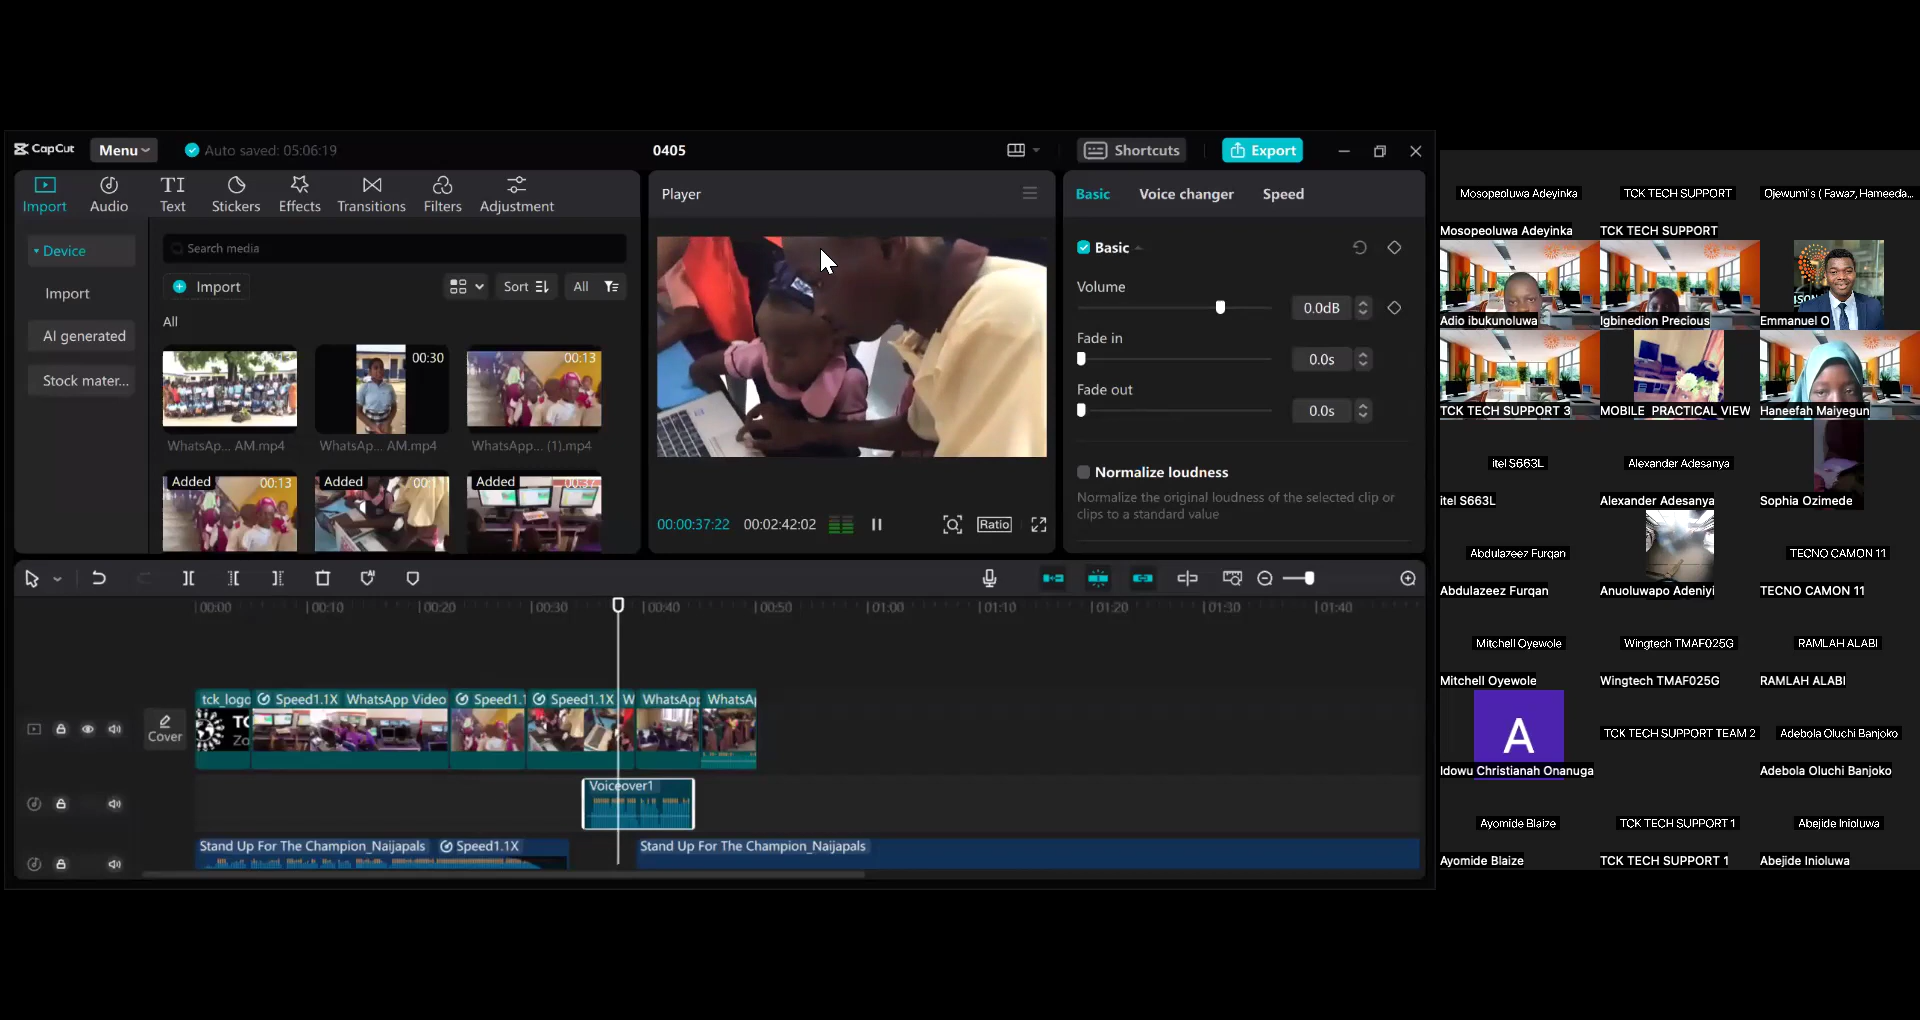 CapCut
Menu
Auto saved: 05:06:19
0405
Shortcuts
Export
Import
Audio
TI
Text
Stickers
Effects
Transitions
Filters
Adjustment
Device
Import
AI generated
Stock mater...
Search media
Import
Sort
All
All
00:13
00:30
00:13
WhatsAp... AM.mp4
WhatsAp... AM.mp4
WhatsApp... (1).mp4
Added
00:13
Added
Added
00:37
Player
00:00:37:22
00:02:42:02
Ratio
Basic
Voice changer
Speed
Basic
Volume
0.0dB
Fade in
0.0s
Fade out
0.0s
Normalize loudness
Normalize the original loudness of the selected clip or
clips to a standard value
00:00
00:10
00:20
00:30
00:40
00:50
01:00
01:10
01:20
01:30
01:40
Cover
tck_logo
Speed1.1X
WhatsApp Video
Speed1.1
Speed1.1X
W
WhatsApp
WhatsAp
Voiceover1
Stand Up For The Champion_Naijapals
Speed1.1X
Stand Up For The Champion_Naijapals
Mosopeoluwa Adeyinka
TCK TECH SUPPORT
Ojewumi's ( Fawaz, Hameeda...
Mosopeoluwa Adeyinka
TCK TECH SUPPORT
Adio ibukunoluwa
Igbinedion Precious
Emmanuel O
TCK TECH SUPPORT 3
MOBILE PRACTICAL VIEW
Haneefah Maiyegun
itel S663L
Alexander Adesanya
itel S663L
Alexander Adesanya
Sophia Ozimede
Abdulazeez Furqan
TECNO CAMON 11
Abdulazeez Furqan
Anuoluwapo Adeniyi
TECNO CAMON 11
Mitchell Oyewole
Wingtech TMAF025G
RAMLAH ALABI
Mitchell Oyewole
Wingtech TMAF025G
RAMLAH ALABI
A
TCK TECH SUPPORT TEAM 2
Adebola Oluchi Banjoko
Idowu Christianah Onanuga
Adebola Oluchi Banjoko
Ayomide Blaize
TCK TECH SUPPORT 1
Abejide Inioluwa
Ayomide Blaize
TCK TECH SUPPORT 1
Abejide Inioluwa